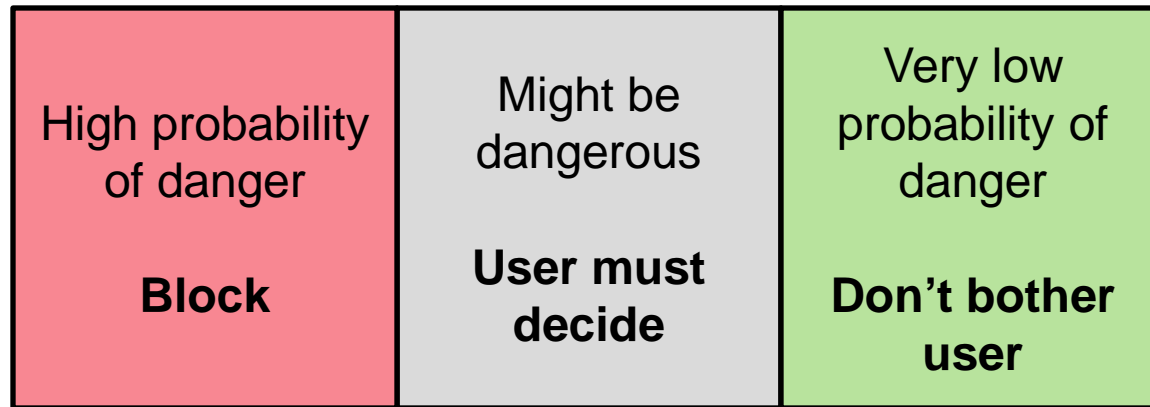 High probability
of danger
Block
Might be
dangerous
User must
decide
Very low
probability of
danger
Don’t bother
user